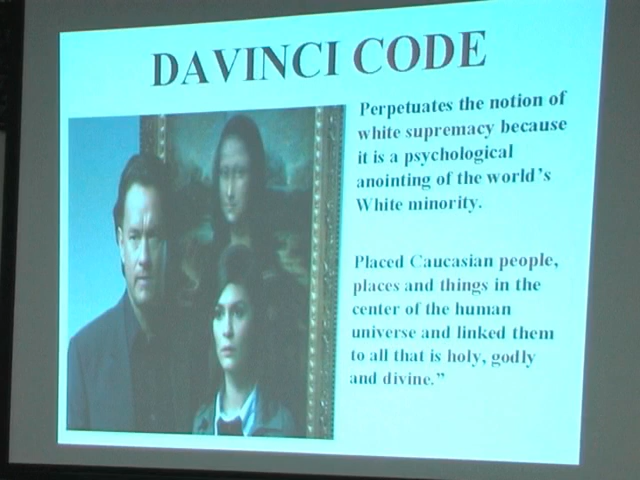 DAVINCI CODE
Perpetuates the notion of
white supremacy because
it is a psychological
anointing of the world's
White minority.
Placed Caucasian people,
places and things in the
center of the human
universe and linked them
to all that is holy, godly
and divine.”